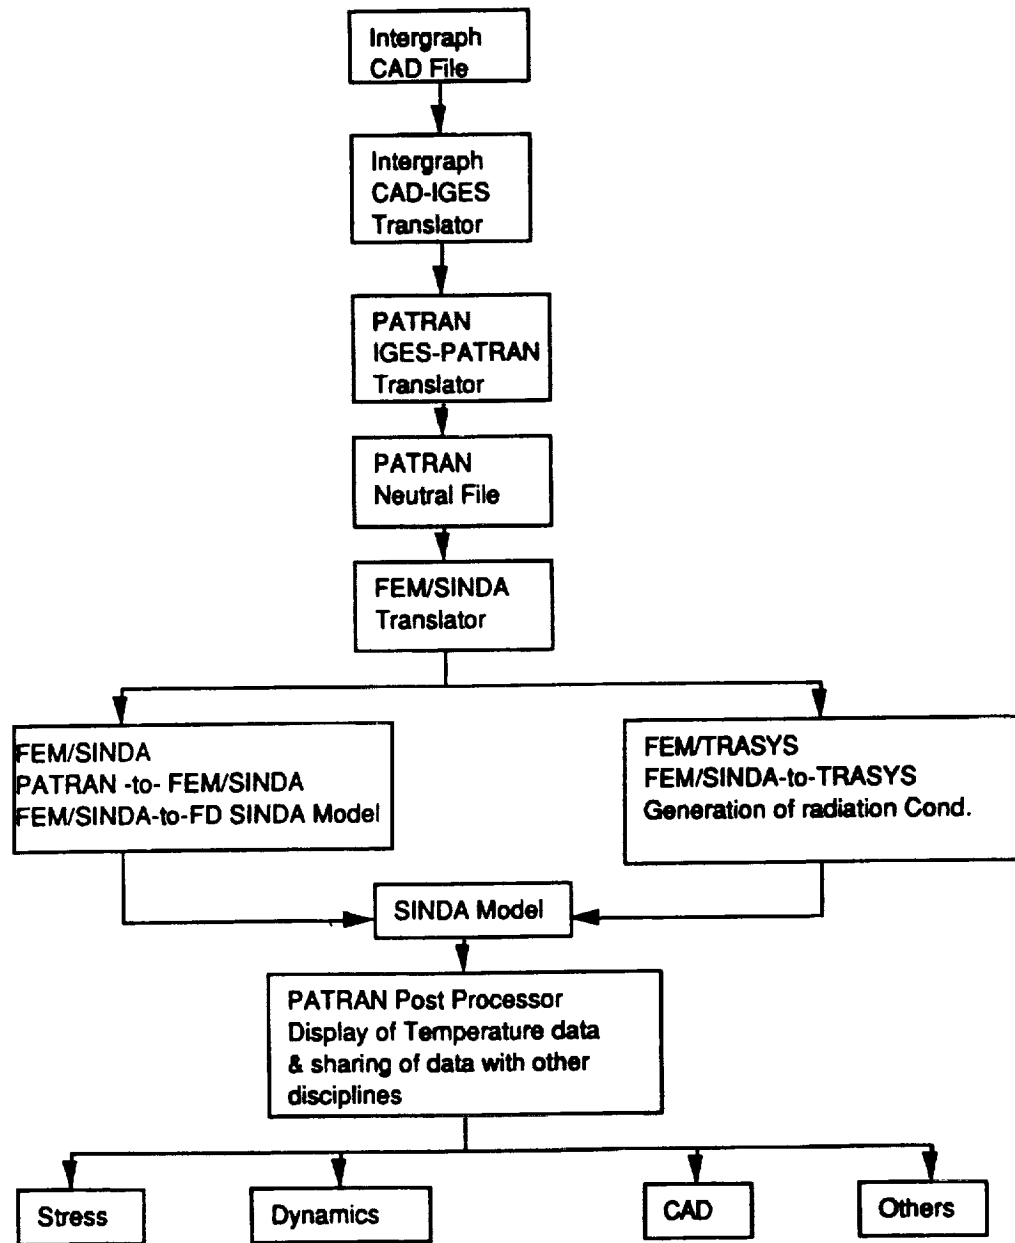 Intergraph
CAD File
Intergraph
CAD-IGES
Translator
PATRAN
IGES-PATRAN
Translator
PATRAN
Neutral File
FEM/SINDA
Translator
FEM/SINDA
PATRAN -to- FEM/SINDA
FEM/SINDA-to-FD SINDA Model
FEM/TRASYS
FEM/SINDA-to-TRASYS
Generation of radiation Cond.
SINDA Model
PATRAN Post Processor
Display of Temperature data
& sharing of data with other
disciplines
Stress
Dynamics
CAD
Others